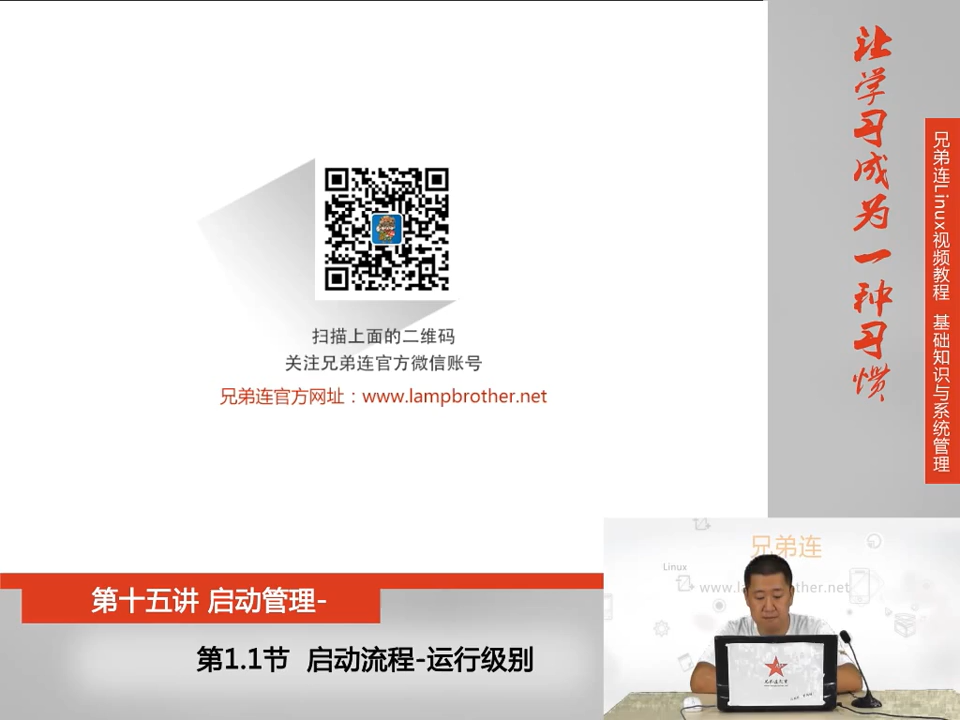 扫描上面的二维码
关注兄弟连官方微信账号
兄弟连官方网址：www.lampbrother.net
让学习成为一种习惯
兄弟连Linux视频教程 基础知识与系统管理
第十五讲 启动管理-
第1.1节 启动流程-运行级别
兄弟连
Linux